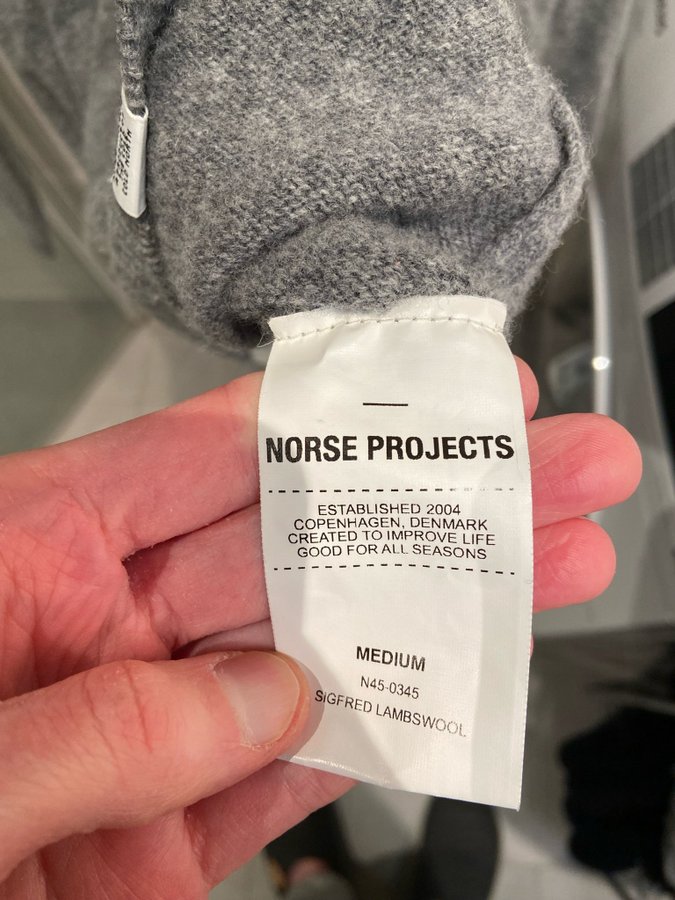 NORSE PROJECTS
ESTABLISHED 2004
COPENHAGEN, DENMARK
CREATED TO IMPROVE LIFE
GOOD FOR ALL SEASONS
MEDIUM
N45-0345
SIGFRED LAMBSWOOL